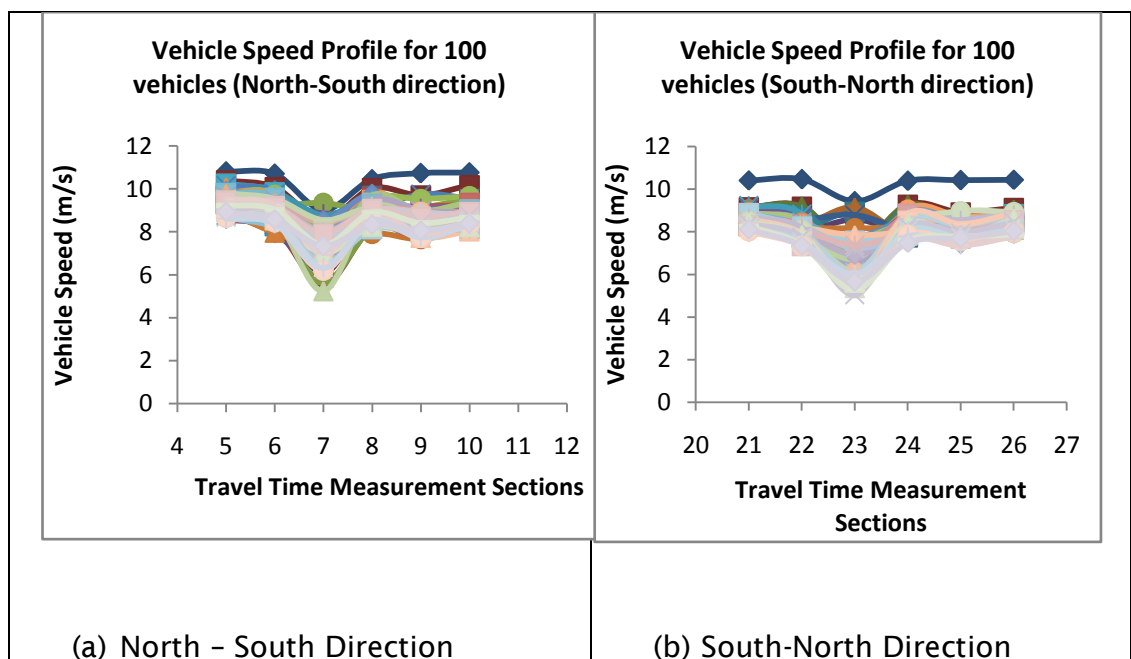 Vehicle Speed Profile for 100
vehicles (North-South direction)
Vehicle Speed (m/s)
12
10
8
6
4
2
0
4 5 6 7 8 9 10 11 12
Travel Time Measurement Sections
(a) North – South Direction
Vehicle Speed Profile for 100
vehicles (South-North direction)
Vehicle Speed (m/s)
12
10
8
6
4
2
0
20 21 22 23 24 25 26 27
Travel Time Measurement
Sections
(b) South-North Direction